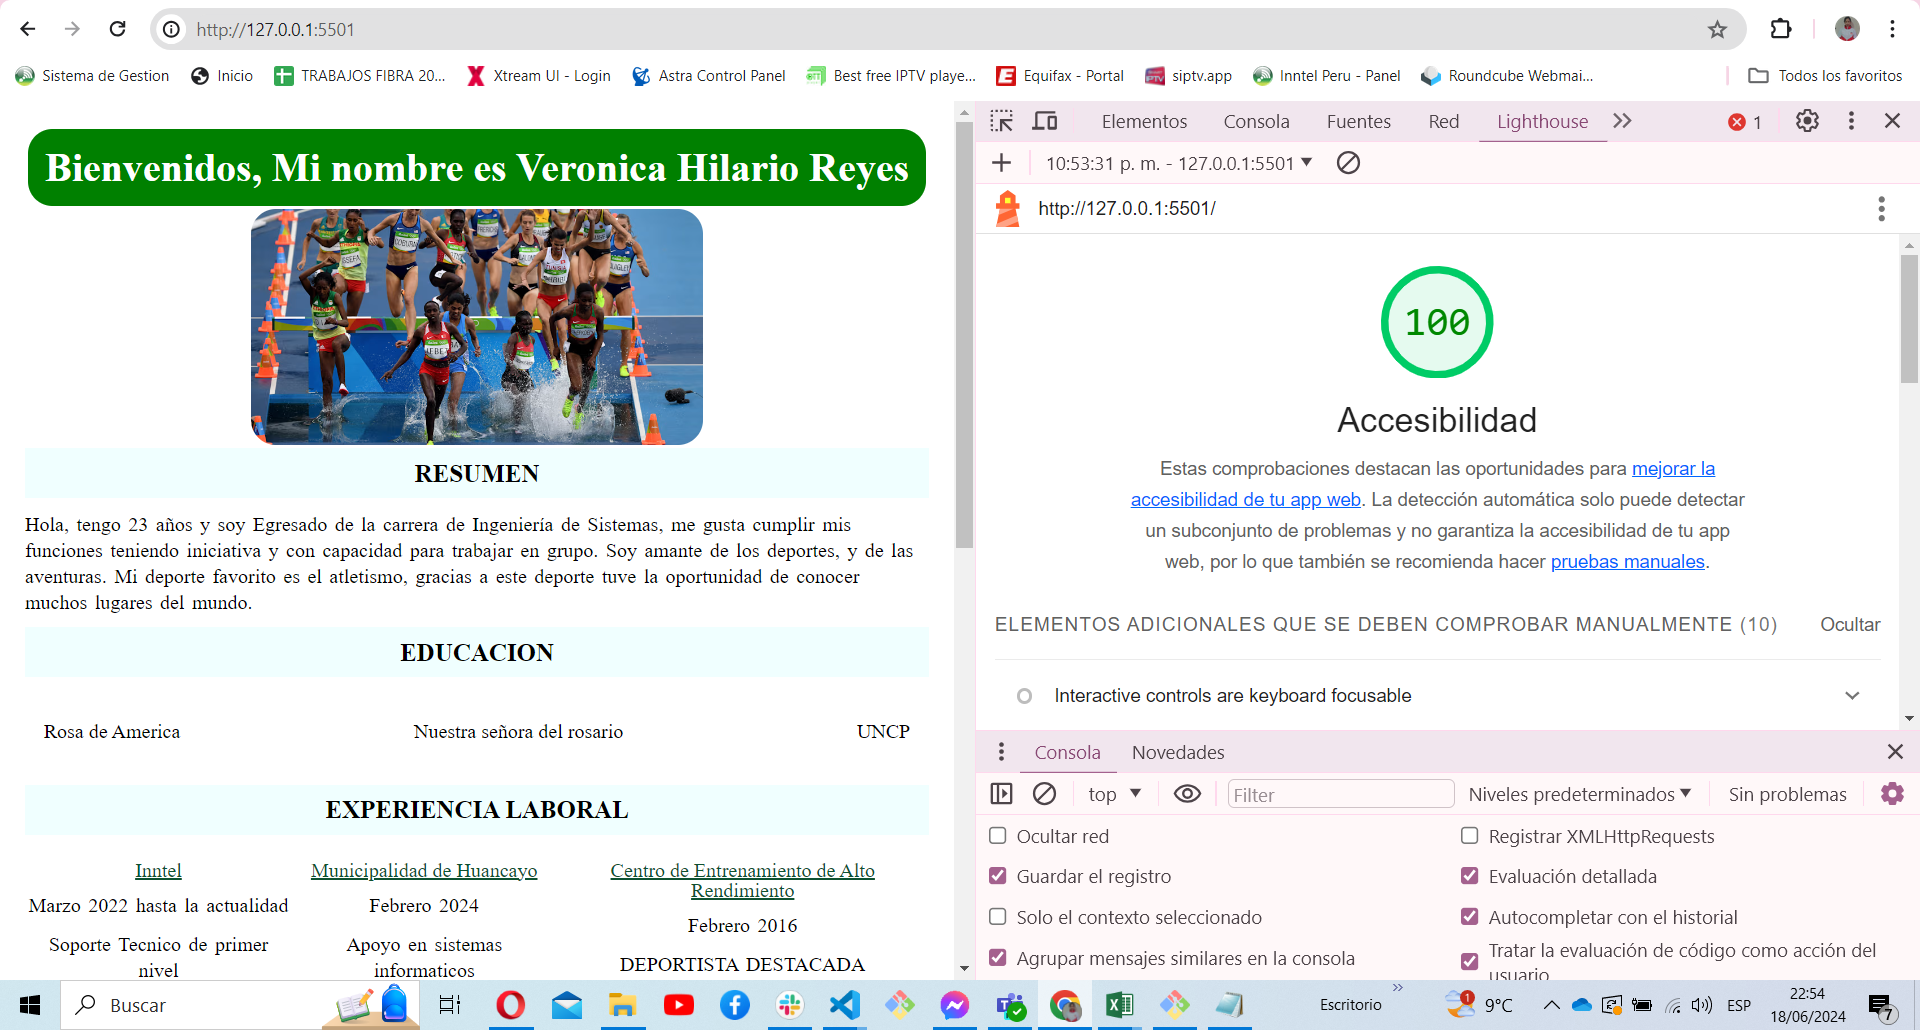 http://127.0.0.1:5501
Sistema de Gestion
Inicio
TRABAJOS FIBRA 20...
Xtream UI - Login
Astra Control Panel
Best free IPTV playe...
Equifax - Portal
siptv.app
Inntel Peru - Panel
Roundcube Webmai...
Todos los favoritos
Bienvenidos, Mi nombre es Veronica Hilario Reyes
RESUMEN
Hola, tengo 23 años y soy Egresado de la carrera de Ingeniería de Sistemas, me gusta cumplir mis
funciones teniendo iniciativa y con capacidad para trabajar en grupo. Soy amante de los deportes, y de las
aventuras. Mi deporte favorito es el atletismo, gracias a este deporte tuve la oportunidad de conocer
muchos lugares del mundo.
EDUCACION
Rosa de America
Nuestra señora del rosario
UNCP
EXPERIENCIA LABORAL
Inntel
Marzo 2022 hasta la actualidad
Soporte Tecnico de primer
nivel
Municipalidad de Huancayo
Febrero 2024
Apoyo en sistemas
informaticos
Centro de Entrenamiento de Alto
Rendimiento
Febrero 2016
DEPORTISTA DESTACADA
Elementos
Consola
Fuentes
Red
Lighthouse
1
10:53:31 p. m. - 127.0.0.1:5501
http://127.0.0.1:5501/
100
Accesibilidad
Estas comprobaciones destacan las oportunidades para mejorar la
accesibilidad de tu app web. La detección automática solo puede detectar
un subconjunto de problemas y no garantiza la accesibilidad de tu app
web, por lo que también se recomienda hacer pruebas manuales.
ELEMENTOS ADICIONALES QUE SE DEBEN COMPROBAR MANUALMENTE (10)
Ocultar
Interactive controls are keyboard focusable
Consola
Novedades
top
Filter
Niveles predeterminados
Sin problemas
Ocultar red
Registrar XMLHttpRequests
Guardar el registro
Evaluación detallada
Solo el contexto seleccionado
Autocompletar con el historial
Agrupar mensajes similares en la consola
Tratar la evaluación de código como acción del
usuario
Buscar
Escritorio
1
9°C
ESP
22:54
18/06/2024
7